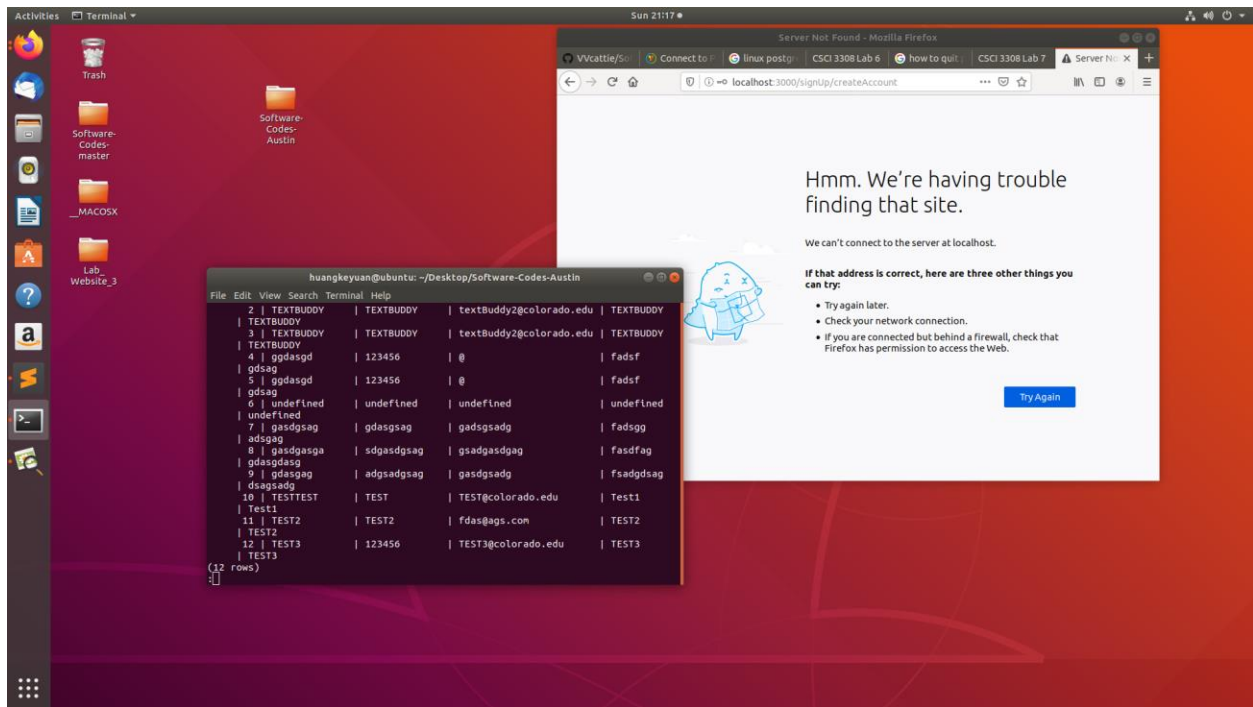 Activities Terminal Sun 21:17
Trash
Software-
Codes-
master
__MACOSX
Lab_
Website_3
Software-
Codes-
Austin
Server Not Found - Mozilla Firefox
VVcattie/So Connect to P linux postgr CSCI 3308 Lab 6 how to quit CSCI 3308 Lab 7 Server No
localhost:3000/signUp/createAccount
Hmm. We're having trouble
finding that site.
We can't connect to the server at localhost.
If that address is correct, here are three other things you
can try:
• Try again later.
• Check your network connection.
• If you are connected but behind a firewall, check that
Firefox has permission to access the Web.
Try Again
huangkeyuan@ubuntu: ~/Desktop/Software-Codes-Austin
File Edit View Search Terminal Help
2 | TEXTBUDDY | TEXTBUDDY | textBuddy2@colorado.edu | TEXTBUDDY
| TEXTBUDDY
3 | TEXTBUDDY | TEXTBUDDY | textBuddy2@colorado.edu | TEXTBUDDY
| TEXTBUDDY
4 | ggdasgd | 123456 | @ | fadsf
| gdsag
5 | ggdasgd | 123456 | @ | fadsf
| gdsag
6 | undefined | undefined | undefined | undefined
| undefined
7 | gasdgsag | gdasgsag | gadsgsadg | fadsgg
| adsgag
8 | gasdgasga | sdgasdgsag | gsadgasdgag | fasdfag
| gdasgdasg
9 | gdasgag | adgsadgsag | gasdgsadg | fsadgdsag
| dsagsadg
10 | TESTTEST | TEST | TEST@colorado.edu | Test1
| Test1
11 | TEST2 | TEST2 | fdas@ags.com | TEST2
| TEST2
12 | TEST3 | 123456 | TEST3@colorado.edu | TEST3
| TEST3
(12 rows)
: